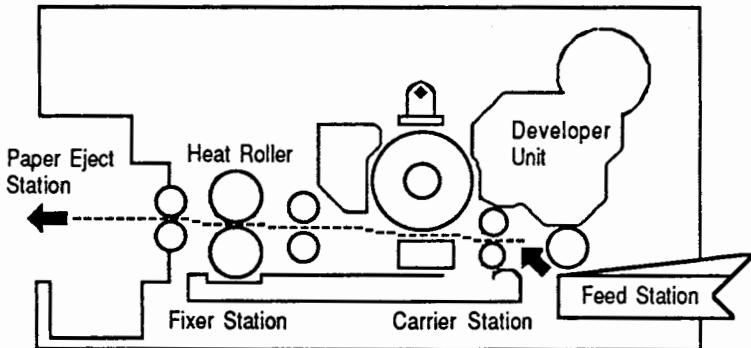 Developer
Unit
Paper Eject
Station
Heat Roller
Feed Station
Fixer Station
Carrier Station